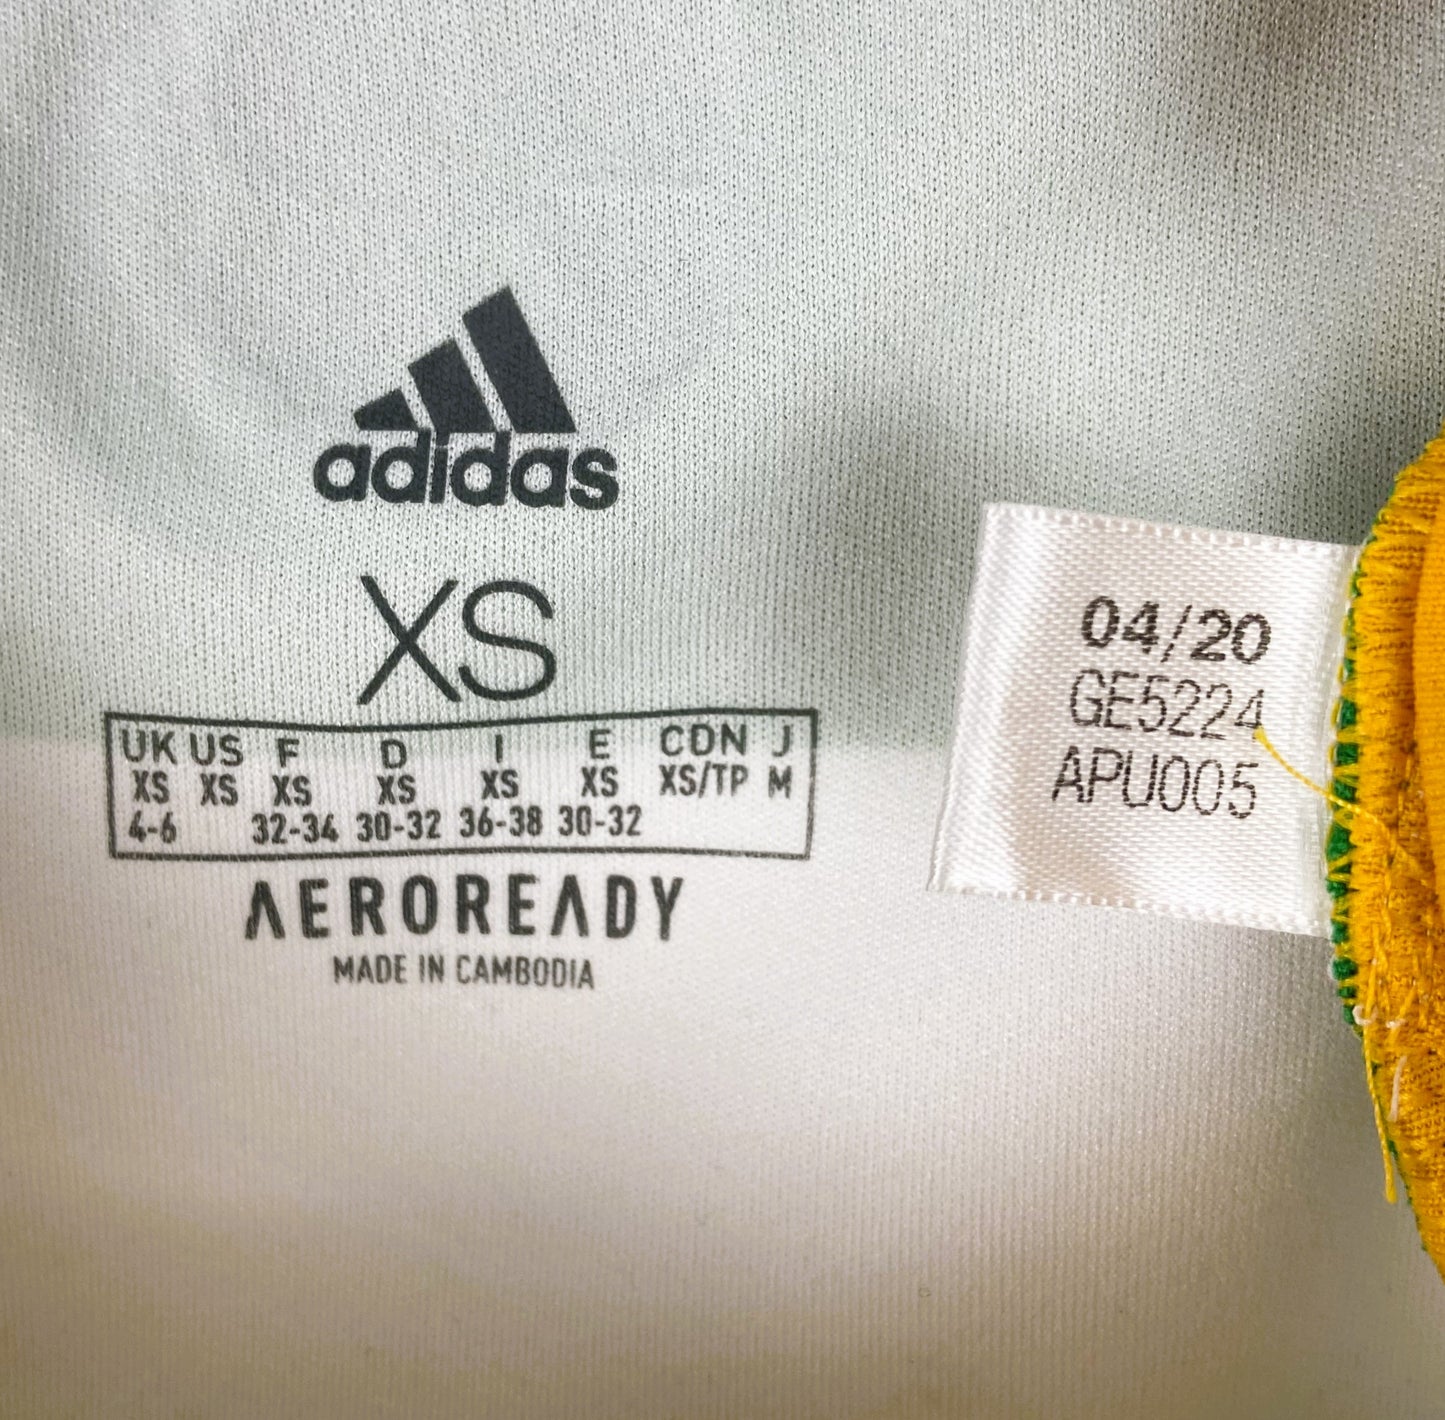 adidas
XS
UK US F D I E CDN J
XS XS XS XS XS XS XS/TP M
4-6 32-34 30-32 36-38 30-32
AEROREADY
MADE IN CAMBODIA
04/20
GE5224
APU005